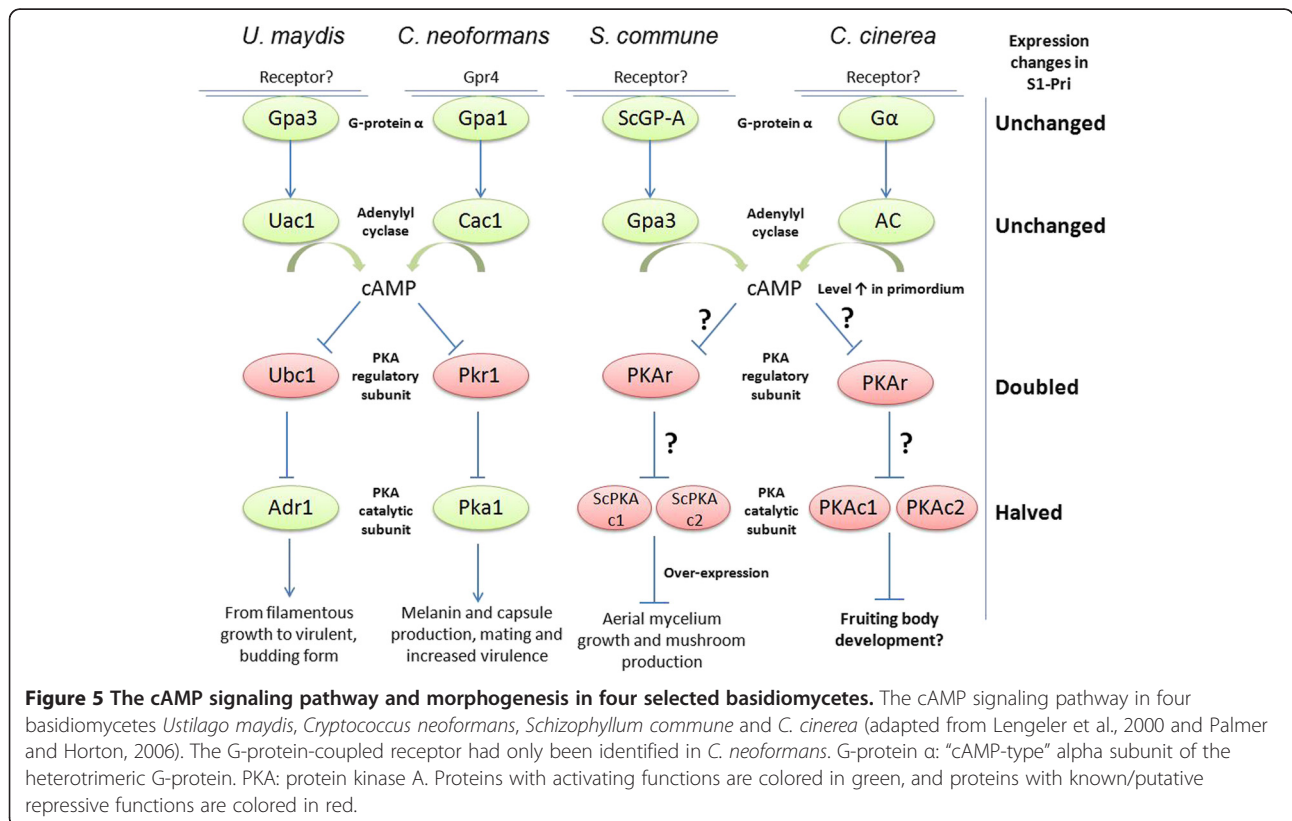 U. maydis C. neoformans S. commune C. cinerea Expression
changes in
S1-Pri
Receptor? Gpr4 Receptor? Receptor?
Gpa3 G-protein α Gpa1 ScGP-A G-protein α Gα Unchanged
Uac1 Adenylyl
cyclase Cac1 Gpa3 Adenylyl
cyclase AC Unchanged
cAMP cAMP Level ↑ in primordium
? ?
Ubc1 PKA
regulatory
subunit Pkr1 PKAr PKA
regulatory
subunit PKAr Doubled
? ?
Adr1 PKA
catalytic
subunit Pka1 ScPKA
c1 ScPKA
c2 PKA
catalytic
subunit PKAc1 PKAc2 Halved
Over-expression
From filamentous
growth to virulent,
budding form
Melanin and capsule
production, mating and
increased virulence
Aerial mycelium
growth and mushroom
production
Fruiting body
development?
Figure 5 The cAMP signaling pathway and morphogenesis in four selected basidiomycetes. The cAMP signaling pathway in four
basidiomycetes Ustilago maydis, Cryptococcus neoformans, Schizophyllum commune and C. cinerea (adapted from Lengeler et al., 2000 and Palmer
and Horton, 2006). The G-protein-coupled receptor had only been identified in C. neoformans. G-protein α: “cAMP-type” alpha subunit of the
heterotrimeric G-protein. PKA: protein kinase A. Proteins with activating functions are colored in green, and proteins with known/putative
repressive functions are colored in red.